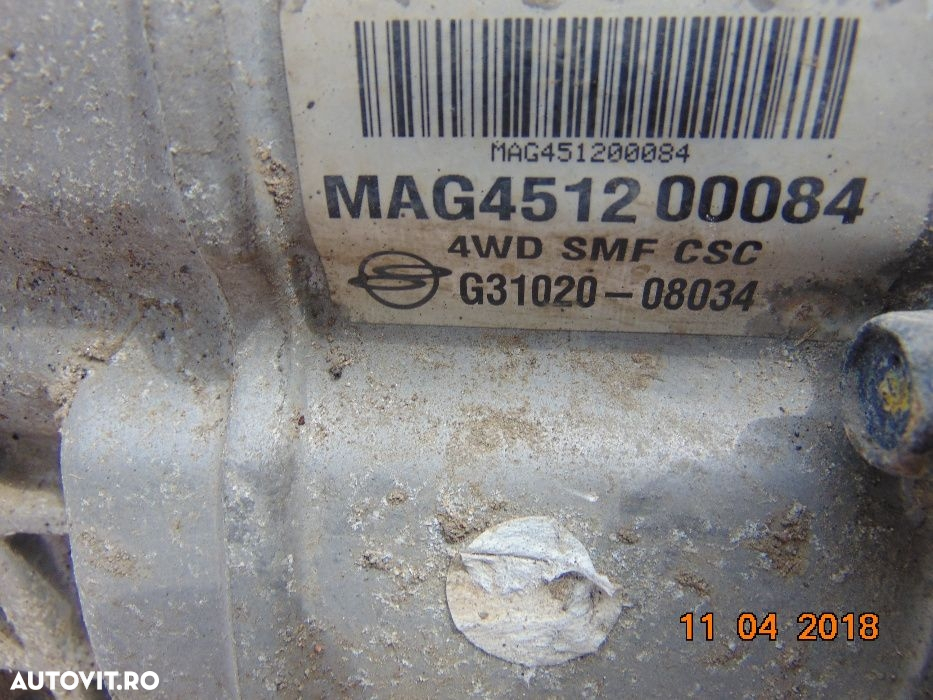 MAG451200084
MAG4512 00084
4WD SMF CSC
G31020-08034
11 04 2018
AUTOVIT.RO